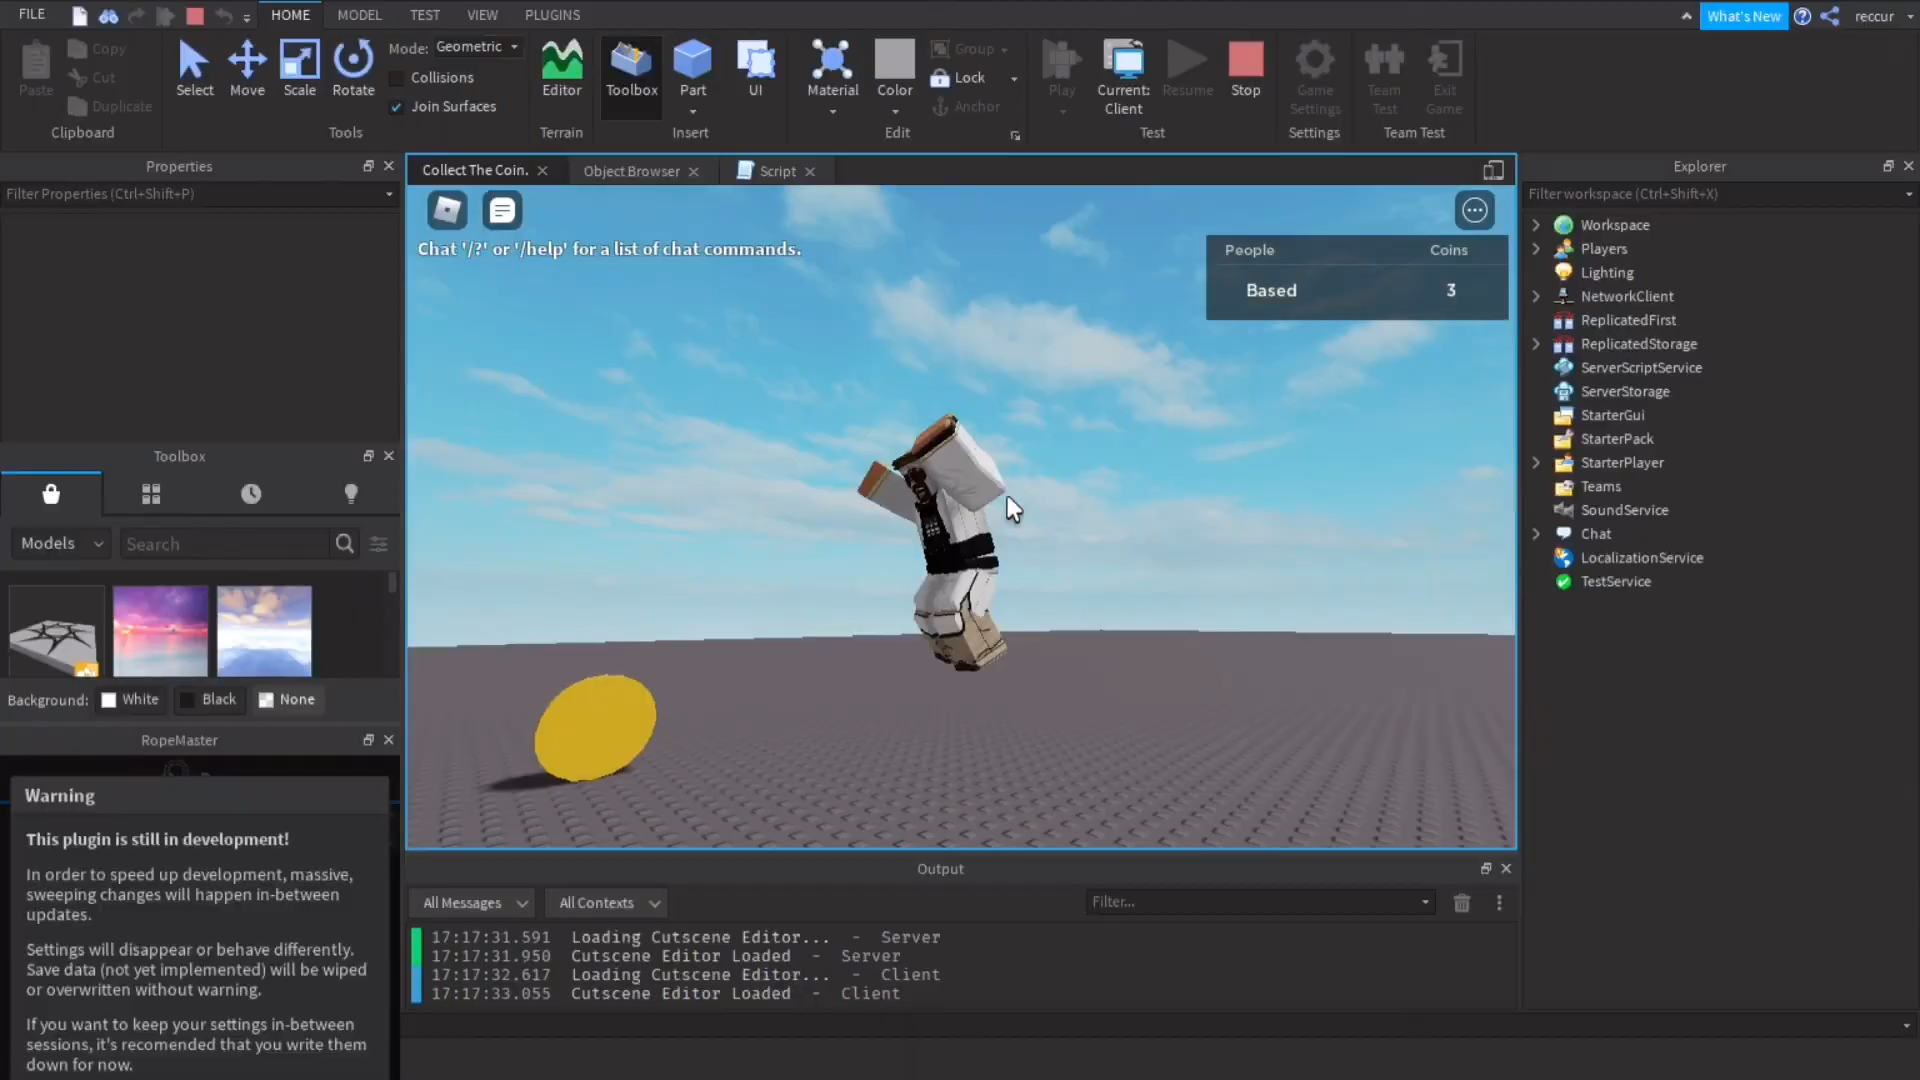 FILE
HOME
MODEL
TEST
VIEW
PLUGINS
What's New
reccur
Paste
Copy
Cut
Duplicate
Clipboard
Select
Move
Scale
Rotate
Mode: Geometric
Collisions
Join Surfaces
Tools
Editor
Terrain
Toolbox
Part
UI
Insert
Material
Color
Group
Lock
Anchor
Edit
Play
Current:
Client
Resume
Stop
Test
Game
Settings
Settings
Team
Test
Exit
Game
Team Test
Properties
Filter Properties (Ctrl+Shift+P)
Toolbox
Models
Search
Background: White Black None
RopeMaster
Warning
This plugin is still in development!
In order to speed up development, massive,
sweeping changes will happen in-between
updates.
Settings will disappear or behave differently.
Save data (not yet implemented) will be wiped
or overwritten without warning.
If you want to keep your settings in-between
sessions, it's recomended that you write them
down for now.
Collect The Coin.
Object Browser
Script
Chat '/?' or '/help' for a list of chat commands.
People Coins
Based 3
Output
All Messages
All Contexts
Filter...
17:17:31.591 Loading Cutscene Editor... - Server
17:17:31.950 Cutscene Editor Loaded - Server
17:17:32.617 Loading Cutscene Editor... - Client
17:17:33.055 Cutscene Editor Loaded - Client
Explorer
Filter workspace (Ctrl+Shift+X)
Workspace
Players
Lighting
NetworkClient
ReplicatedFirst
ReplicatedStorage
ServerScriptService
ServerStorage
StarterGui
StarterPack
StarterPlayer
Teams
SoundService
Chat
LocalizationService
TestService